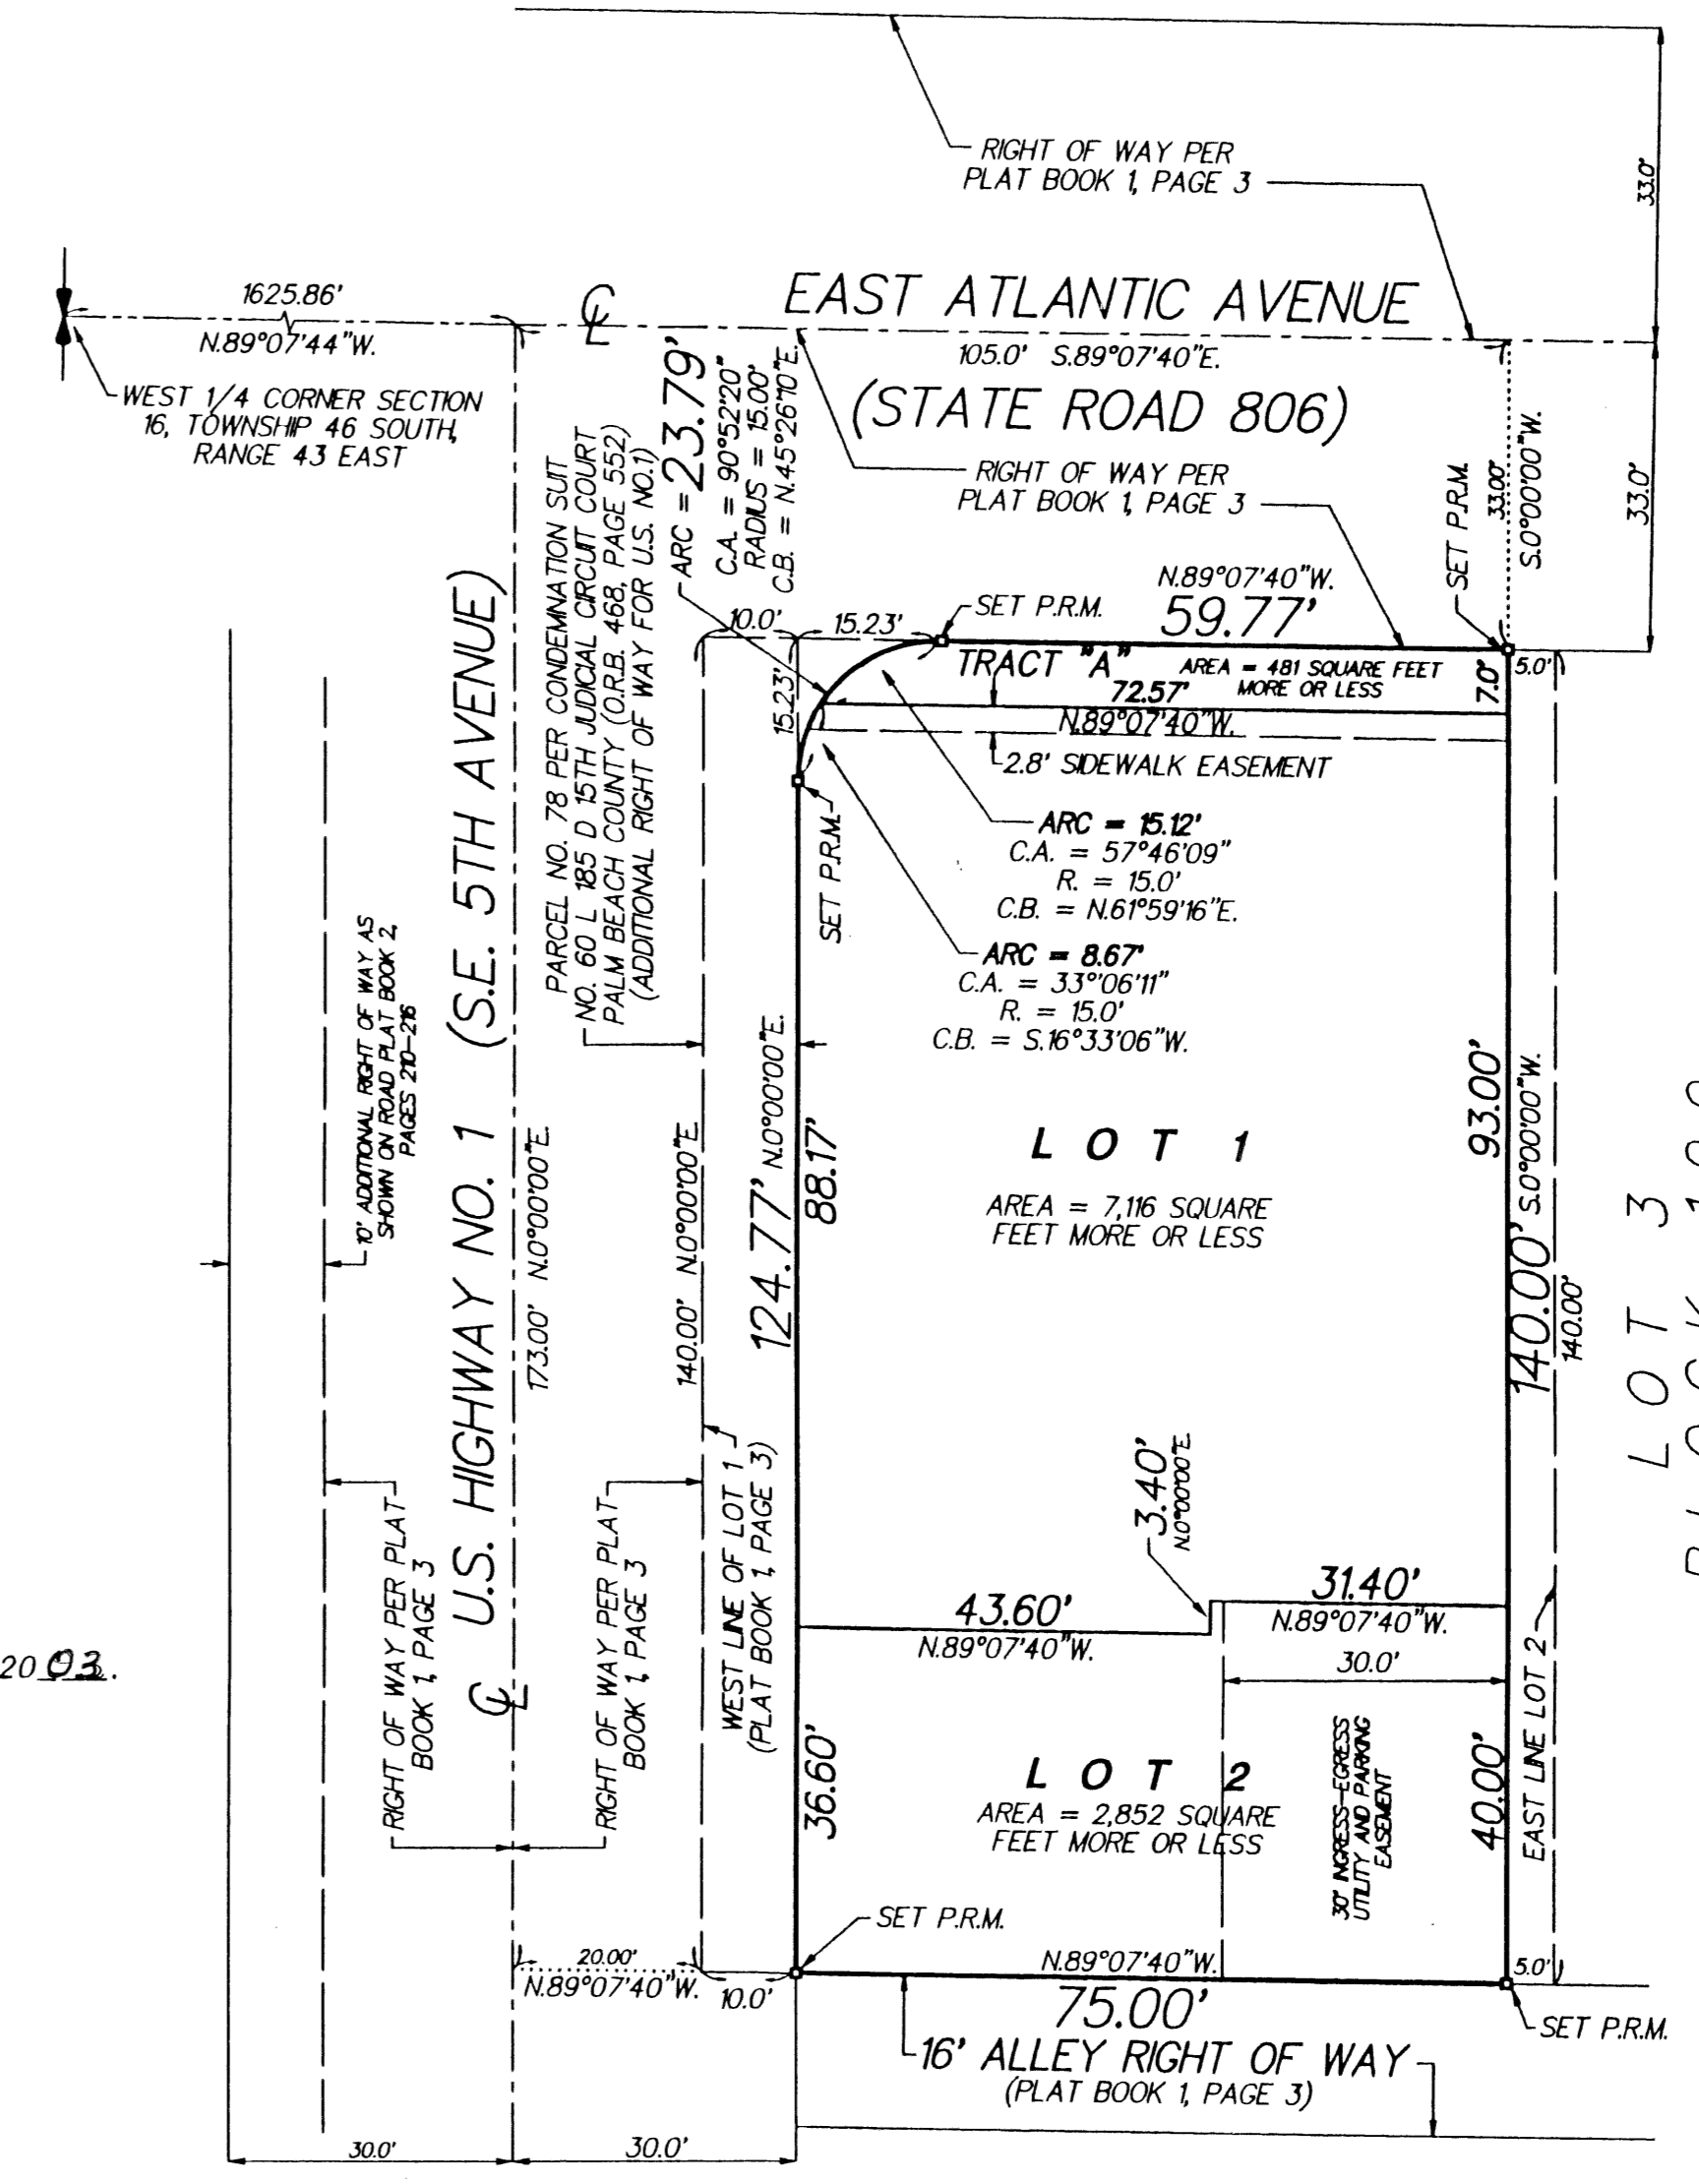 RIGHT OF WAY PER
PLAT BOOK 1, PAGE 3
33.0'
1625.86'
N.89°07'44"W.
℄
EAST ATLANTIC AVENUE
105.0' S.89°07'40"E.
(STATE ROAD 806)
WEST 1/4 CORNER SECTION
16, TOWNSHIP 46 SOUTH,
RANGE 43 EAST
RIGHT OF WAY PER
PLAT BOOK 1, PAGE 3
SET P.R.M.
33.00'
S.0°00'00"W.
33.0'
ARC = 23.79'
C.A. = 90°52'20"
RADIUS = 15.00'
C.B. = N.45°26'10"E.
PARCEL NO. 78 PER CONDEMNATION SUIT
NO. 60 L 185 D 15TH JUDICIAL CIRCUIT COURT
PALM BEACH COUNTY (O.R.B. 468, PAGE 552)
(ADDITIONAL RIGHT OF WAY FOR U.S. NO.1)
N.89°07'40"W.
59.77'
SET P.R.M.
10.0'
15.23'
15.23'
TRACT "A"
AREA = 481 SQUARE FEET
MORE OR LESS
7.0'
5.0'
72.57'
N.89°07'40"W.
2.8' SIDEWALK EASEMENT
SET P.R.M.
ARC = 15.12'
C.A. = 57°46'09"
R. = 15.0'
C.B. = N.61°59'16"E.
ARC = 8.67'
C.A. = 33°06'11"
R. = 15.0'
C.B. = S.16°33'06"W.
10' ADDITIONAL RIGHT OF WAY AS
SHOWN ON ROAD PLAT BOOK 2,
PAGES 210-216
U.S. HIGHWAY NO. 1 (S.E. 5TH AVENUE)
173.00' N.0°00'00"E.
140.00' N.0°00'00"E.
124.77' N.0°00'00"E.
88.17'
LOT 1
AREA = 7,116 SQUARE
FEET MORE OR LESS
93.00'
140.00' S.0°00'00"W.
140.00'
LOT 3
WEST LINE OF LOT 1
(PLAT BOOK 1, PAGE 3)
3.40'
N.0°00'00"E.
43.60'
N.89°07'40"W.
31.40'
N.89°07'40"W.
30.0'
RIGHT OF WAY PER PLAT
BOOK 1, PAGE 3
℄
RIGHT OF WAY PER PLAT
BOOK 1, PAGE 3
2003.
36.60'
LOT 2
AREA = 2,852 SQUARE
FEET MORE OR LESS
30' INGRESS-EGRESS
UTILITY AND PARKING
EASEMENT
40.00'
EAST LINE LOT 2
SET P.R.M.
20.00'
N.89°07'40"W.
10.0'
N.89°07'40"W.
75.00'
5.0'
SET P.R.M.
16' ALLEY RIGHT OF WAY
(PLAT BOOK 1, PAGE 3)
30.0'
30.0'